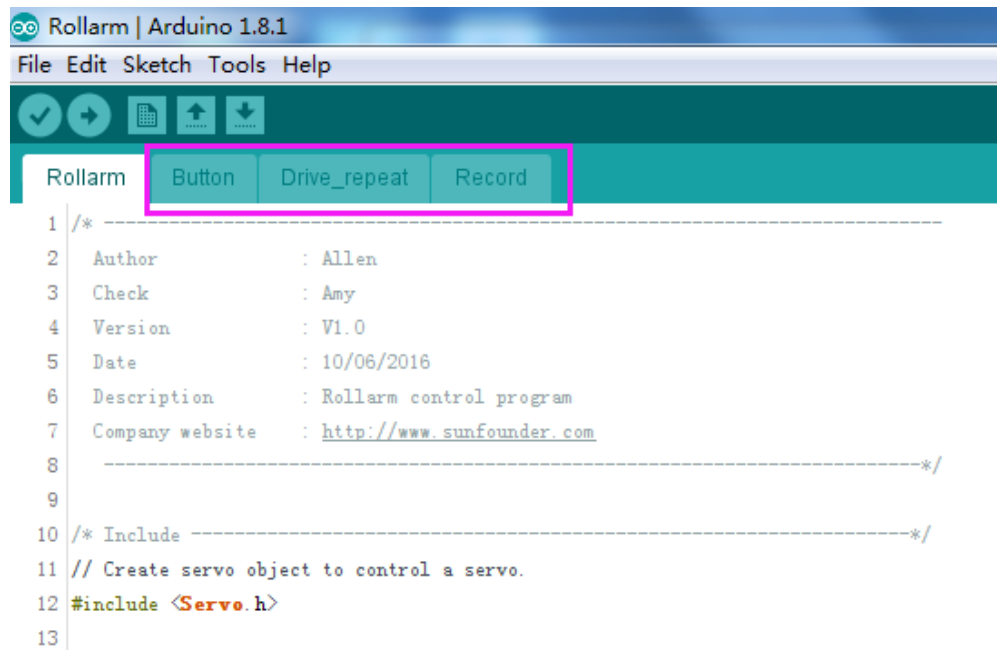 Rollarm | Arduino 1.8.1
File Edit Sketch Tools Help
Rollarm Button Drive_repeat Record
1 /* ----------------------------------------------------------------------
2 Author : Allen
3 Check : Amy
4 Version : V1.0
5 Date : 10/06/2016
6 Description : Rollarm control program
7 Company website : http://www.sunfounder.com
8 --------------------------------------------------------------------*/
9
10 /* Include ------------------------------------------------------------*/
11 // Create servo object to control a servo.
12 #include <Servo.h>
13